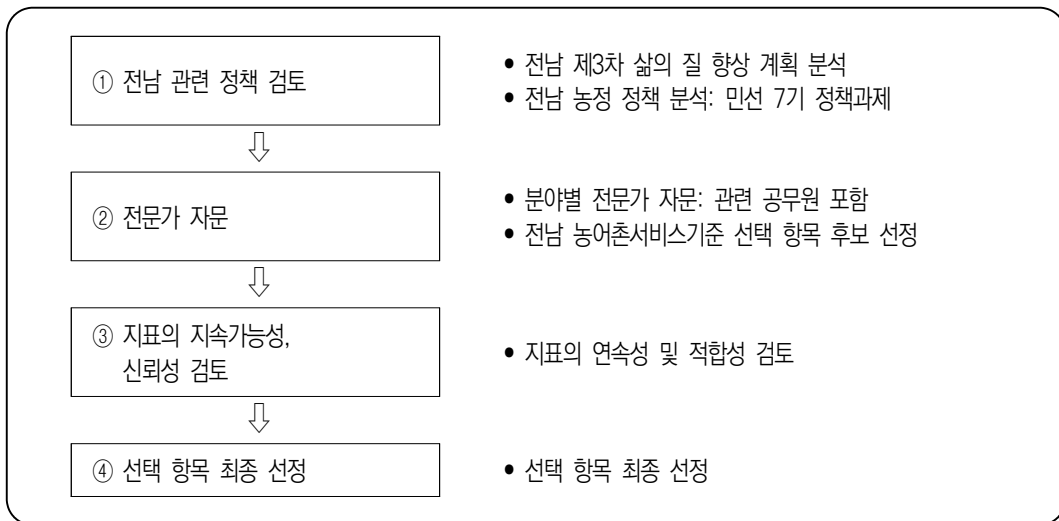 ① 전남 관련 정책 검토
• 전남 제3차 삶의 질 향상 계획 분석
• 전남 농정 정책 분석: 민선 7기 정책과제
② 전문가 자문
• 분야별 전문가 자문: 관련 공무원 포함
• 전남 농어촌서비스기준 선택 항목 후보 선정
③ 지표의 지속가능성,
신뢰성 검토
• 지표의 연속성 및 적합성 검토
④ 선택 항목 최종 선정
• 선택 항목 최종 선정